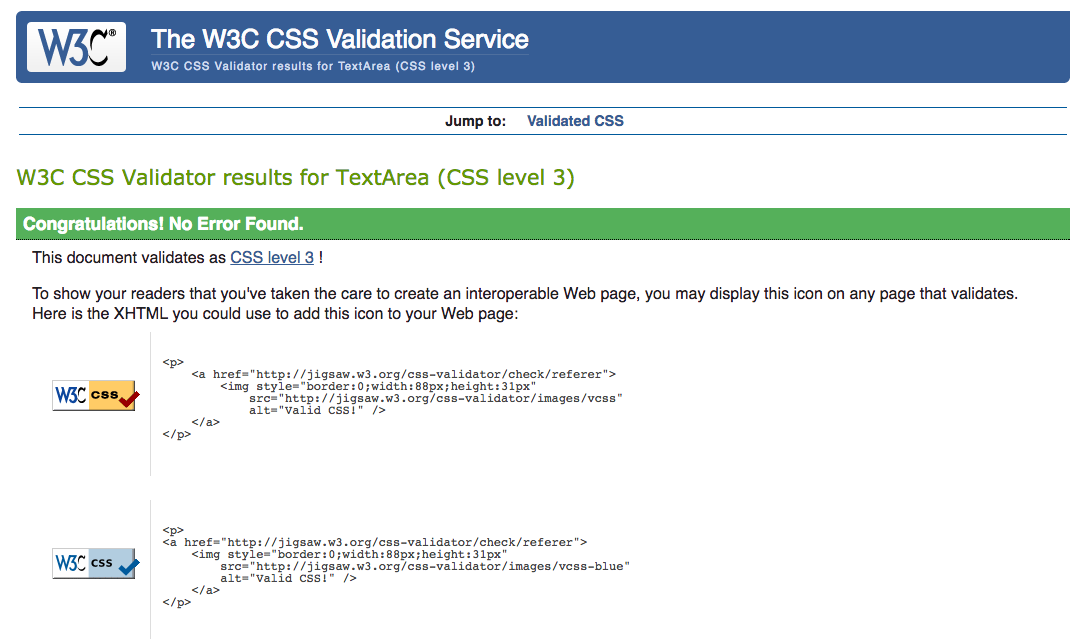 W3C®
The W3C CSS Validation Service
W3C CSS Validator results for TextArea (CSS level 3)
Jump to: Validated CSS
W3C CSS Validator results for TextArea (CSS level 3)
Congratulations! No Error Found.
This document validates as CSS level 3 !
To show your readers that you've taken the care to create an interoperable Web page, you may display this icon on any page that validates.
Here is the XHTML you could use to add this icon to your Web page:
W3C css
<p>
    <a href="http://jigsaw.w3.org/css-validator/check/referer">
        <img style="border:0;width:88px;height:31px"
            src="http://jigsaw.w3.org/css-validator/images/vcss"
            alt="Valid CSS!" />
    </a>
</p>
W3C css
<p>
<a href="http://jigsaw.w3.org/css-validator/check/referer">
    <img style="border:0;width:88px;height:31px"
        src="http://jigsaw.w3.org/css-validator/images/vcss-blue"
        alt="Valid CSS!" />
    </a>
</p>